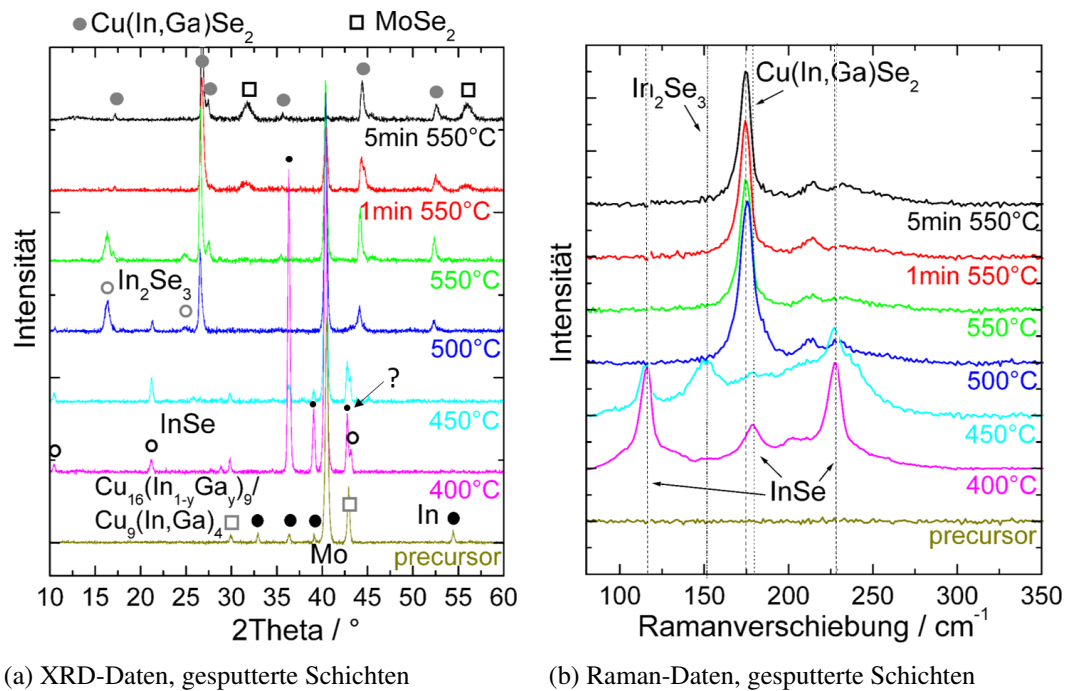 Cu(In,Ga)Se₂ MoSe₂
5min 550°C
1min 550°C
550°C
In₂Se₃
500°C
?
450°C
InSe
400°C
Cu₁₆(In₁₋yGay)₉/
Cu₉(In,Ga)₄
In
Mo
precursor
Intensität
10 15 20 25 30 35 40 45 50 55 60
2Theta / °
(a) XRD-Daten, gesputterte Schichten
In₂Se₃
Cu(In,Ga)Se₂
5min 550°C
1min 550°C
550°C
500°C
450°C
InSe
400°C
precursor
Intensität
100 150 200 250 300 350
Ramanverschiebung / cm⁻¹
(b) Raman-Daten, gesputterte Schichten